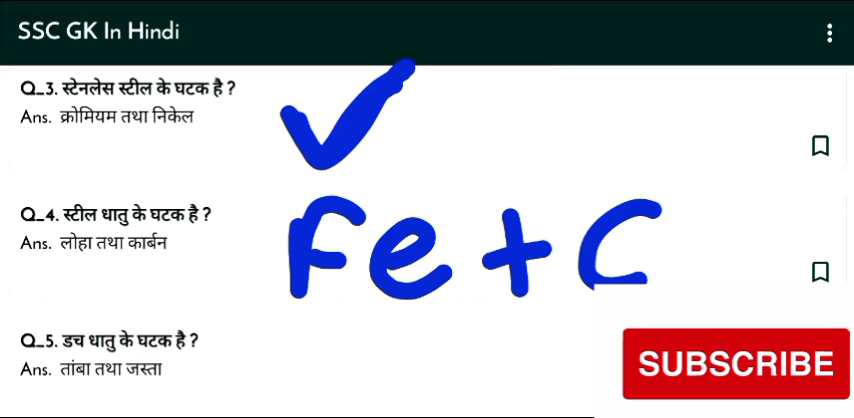 SSC GK In Hindi
Q_3. स्टेनलेस स्टील के घटक है ?
Ans. क्रोमियम तथा निकेल
Q_4. स्टील धातु के घटक है ?
Ans. लोहा तथा कार्बन
Fe + C
Q_5. डच धातु के घटक है ?
Ans. तांबा तथा जस्ता
SUBSCRIBE